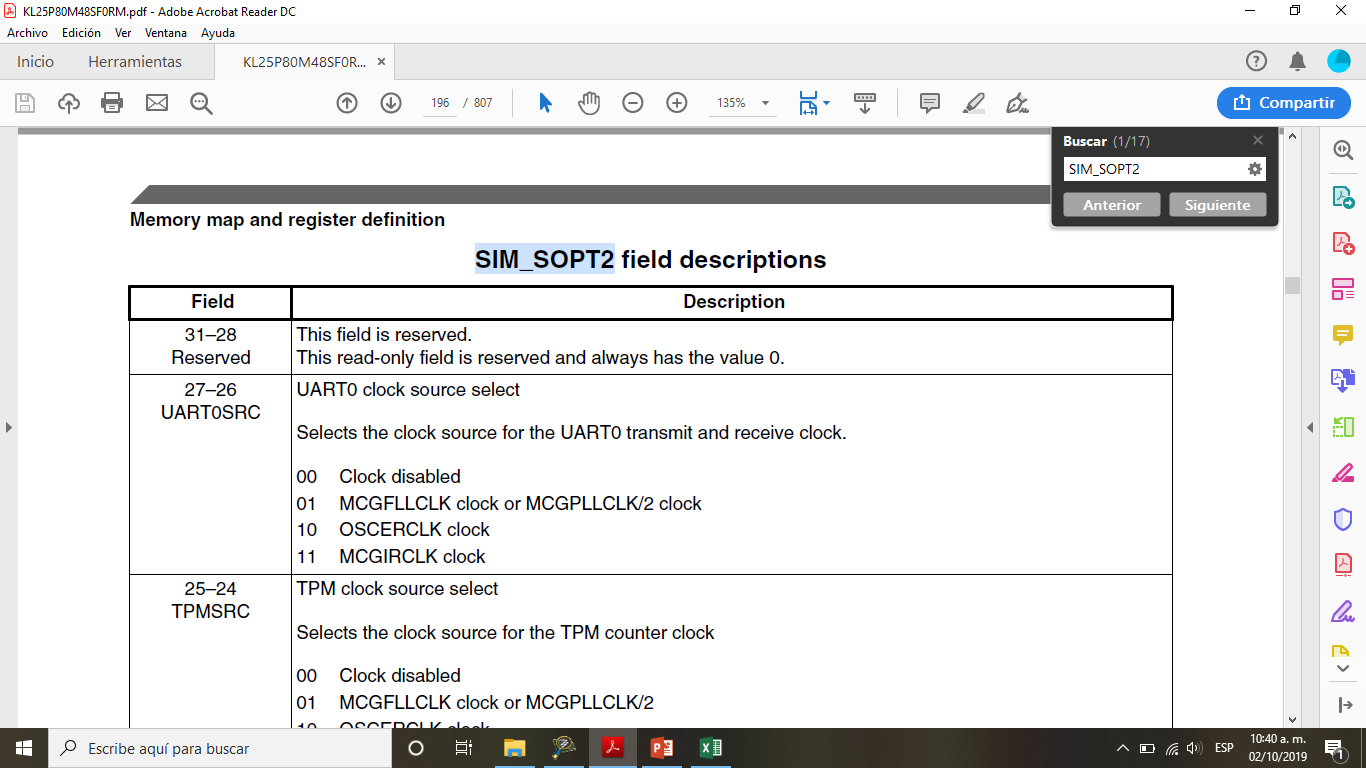 KL25P80M48SF0RM.pdf - Adobe Acrobat Reader DC
Archivo Edición Ver Ventana Ayuda
Inicio Herramientas KL25P80M48SF0R... ×
196 / 807 135% Compartir
Buscar (1/17)
SIM_SOPT2
Anterior Siguiente
Memory map and register definition
SIM_SOPT2 field descriptions
Field Description
31–28 This field is reserved.
Reserved This read-only field is reserved and always has the value 0.
27–26 UART0 clock source select
UART0SRC
Selects the clock source for the UART0 transmit and receive clock.
00 Clock disabled
01 MCGFLLCLK clock or MCGPLLCLK/2 clock
10 OSCERCLK clock
11 MCGIRCLK clock
25–24 TPM clock source select
TPMSRC
Selects the clock source for the TPM counter clock
00 Clock disabled
01 MCGFLLCLK clock or MCGPLLCLK/2
10 OSCERCLK clock
Escribe aquí para buscar
ESP
10:40 a. m.
02/10/2019
1